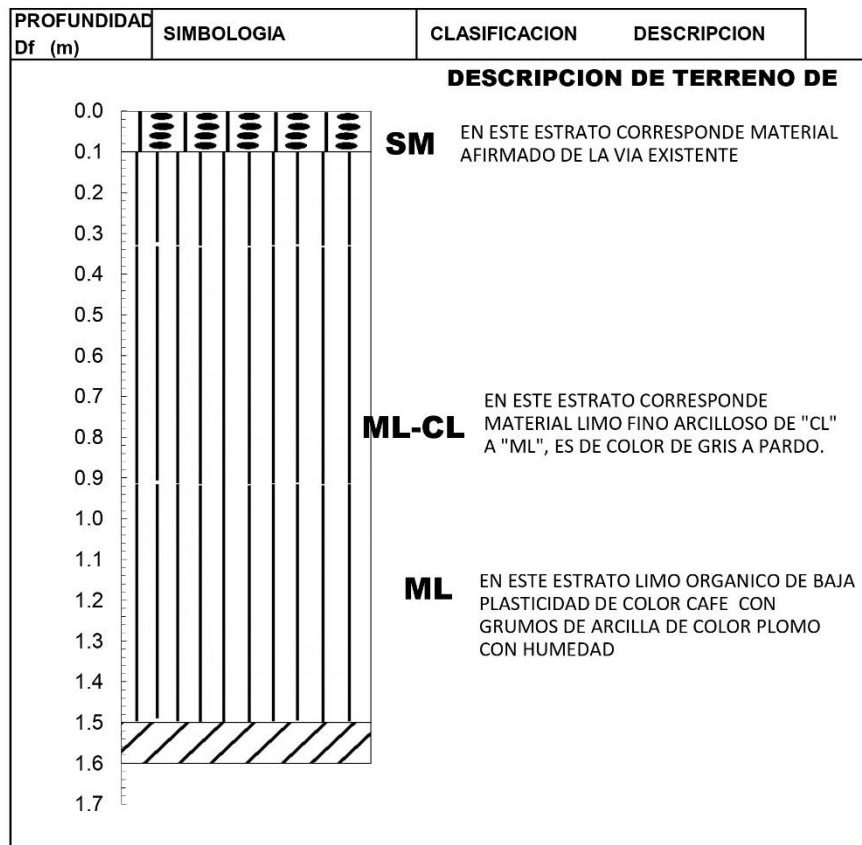 PROFUNDIDAD
Df (m)
SIMBOLOGIA
CLASIFICACION DESCRIPCION
DESCRIPCION DE TERRENO DE
0.0
0.1
0.2
0.3
0.4
0.5
0.6
0.7
0.8
0.9
1.0
1.1
1.2
1.3
1.4
1.5
1.6
1.7
SM
EN ESTE ESTRATO CORRESPONDE MATERIAL
AFIRMADO DE LA VIA EXISTENTE
ML-CL
EN ESTE ESTRATO CORRESPONDE
MATERIAL LIMO FINO ARCILLOSO DE "CL"
A "ML", ES DE COLOR DE GRIS A PARDO.
ML
EN ESTE ESTRATO LIMO ORGANICO DE BAJA
PLASTICIDAD DE COLOR CAFE CON
GRUMOS DE ARCILLA DE COLOR PLOMO
CON HUMEDAD